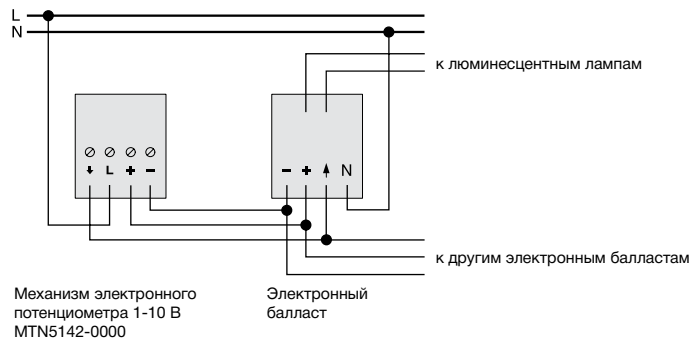 L
N
к люминесцентным лампам
L + −
− + N
к другим электронным балластам
Механизм электронного
потенциометра 1-10 В
MTN5142-0000
Электронный
балласт